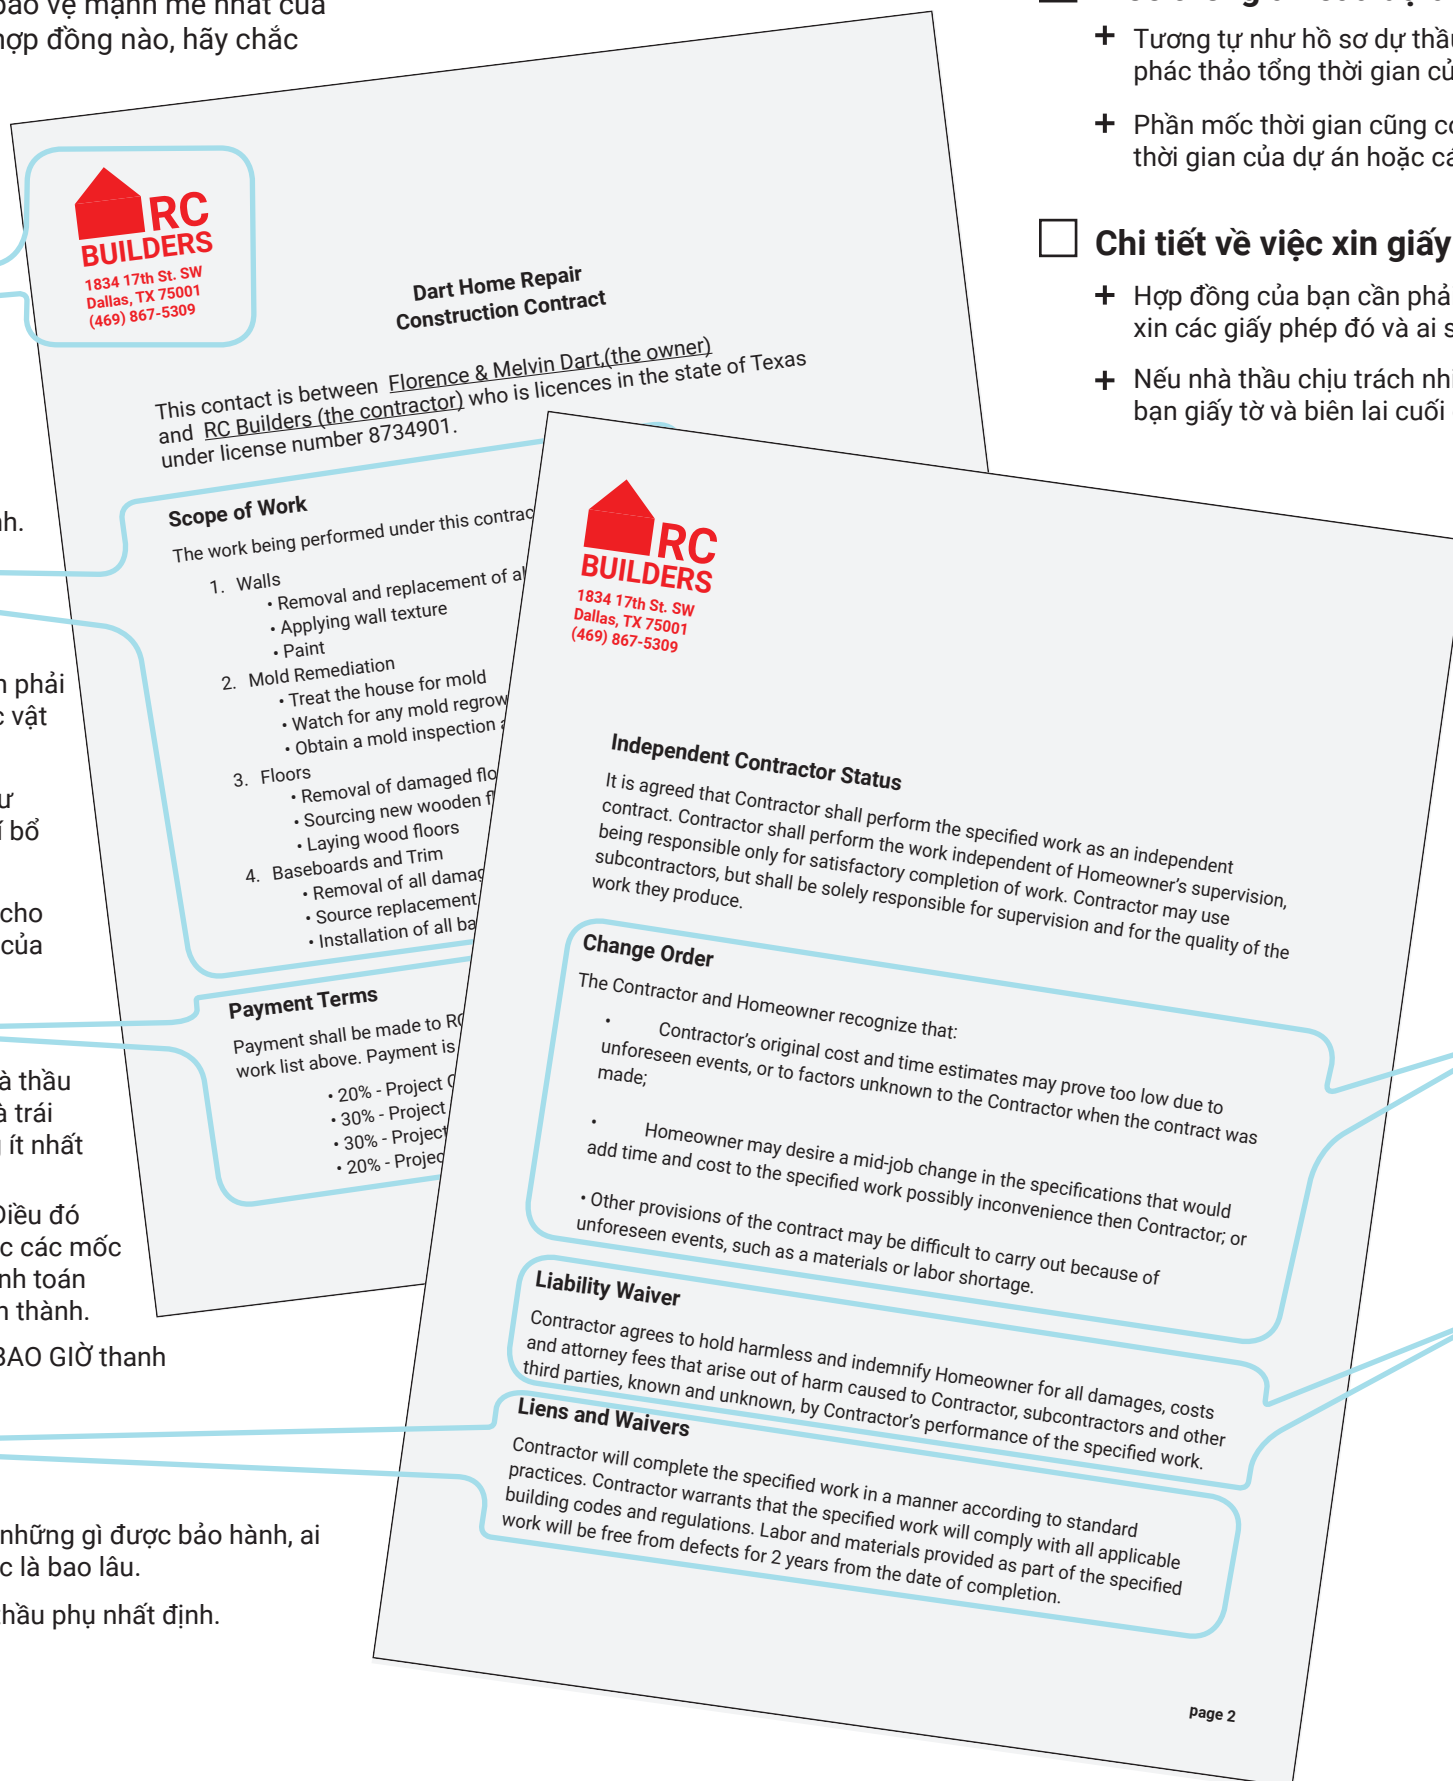 bảo vệ mạnh mẽ nhất của
hợp đồng nào, hãy chắc
nh.
n phải
c vật
ư
í bổ
cho
của
à thầu
à trái
g ít nhất
Điều đó
c các mốc
nh toán
n thành.
BAO GIỜ thanh
những gì được bảo hành, ai
c là bao lâu.
thầu phụ nhất định.
RC
BUILDERS
1834 17th St. SW
Dallas, TX 75001
(469) 867-5309
Dart Home Repair
Construction Contract
This contact is between Florence & Melvin Dart,(the owner)
and RC Builders (the contractor) who is licences in the state of Texas
under license number 8734901.
Scope of Work
The work being performed under this contrac
1. Walls
• Removal and replacement of al
• Applying wall texture
• Paint
2. Mold Remediation
• Treat the house for mold
• Watch for any mold regrow
• Obtain a mold inspection a
3. Floors
• Removal of damaged flo
• Sourcing new wooden f
• Laying wood floors
4. Baseboards and Trim
• Removal of all damag
• Source replacement
• Installation of all ba
Payment Terms
Payment shall be made to RC
work list above. Payment is
• 20% - Project C
• 30% - Project
• 30% - Project
• 20% - Projec
RC
BUILDERS
1834 17th St. SW
Dallas, TX 75001
(469) 867-5309
Independent Contractor Status
It is agreed that Contractor shall perform the specified work as an independent
contract. Contractor shall perform the work independent of Homeowner's supervision,
being responsible only for satisfactory completion of work. Contractor may use
subcontractors, but shall be solely responsible for supervision and for the quality of the
work they produce.
Change Order
The Contractor and Homeowner recognize that:
• Contractor's original cost and time estimates may prove too low due to
unforeseen events, or to factors unknown to the Contractor when the contract was
made;
• Homeowner may desire a mid-job change in the specifications that would
add time and cost to the specified work possibly inconvenience then Contractor; or
• Other provisions of the contract may be difficult to carry out because of
unforeseen events, such as a materials or labor shortage.
Liability Waiver
Contractor agrees to hold harmless and indemnify Homeowner for all damages, costs
and attorney fees that arise out of harm caused to Contractor, subcontractors and other
third parties, known and unknown, by Contractor's performance of the specified work.
Liens and Waivers
Contractor will complete the specified work in a manner according to standard
practices. Contractor warrants that the specified work will comply with all applicable
building codes and regulations. Labor and materials provided as part of the specified
work will be free from defects for 2 years from the date of completion.
page 2
+ Tương tự như hồ sơ dự thầu
phác thảo tổng thời gian củ
+ Phần mốc thời gian cũng có
thời gian của dự án hoặc cá
Chi tiết về việc xin giấy
+ Hợp đồng của bạn cần phả
xin các giấy phép đó và ai s
+ Nếu nhà thầu chịu trách nhi
bạn giấy tờ và biên lai cuối